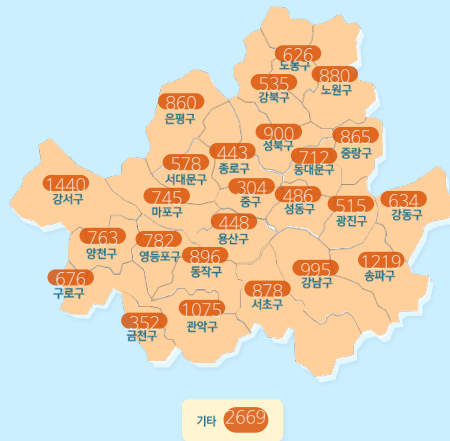 626
도봉구
535
강북구
880
노원구
860
은평구
900
성북구
865
중랑구
578
서대문구
443
종로구
712
동대문구
1440
강서구
745
마포구
304
중구
486
성동구
515
광진구
634
강동구
448
용산구
763
양천구
782
영등포구
896
동작구
995
강남구
1219
송파구
676
구로구
878
서초구
352
금천구
1075
관악구
기타 2669